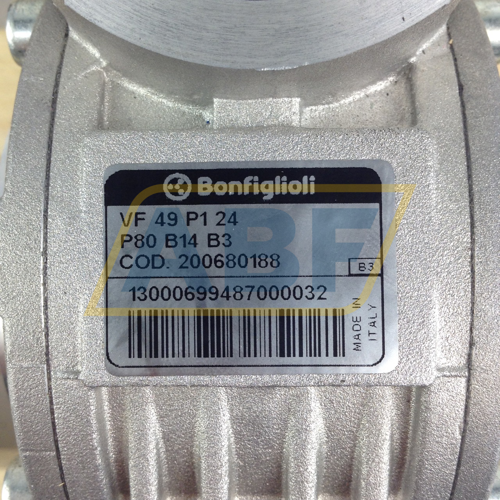 Bonfiglioli
VF 49 P1 24
P80 B14 B3
COD. 200680188
B3
13000699487000032
MADE IN
ITALY
ABF